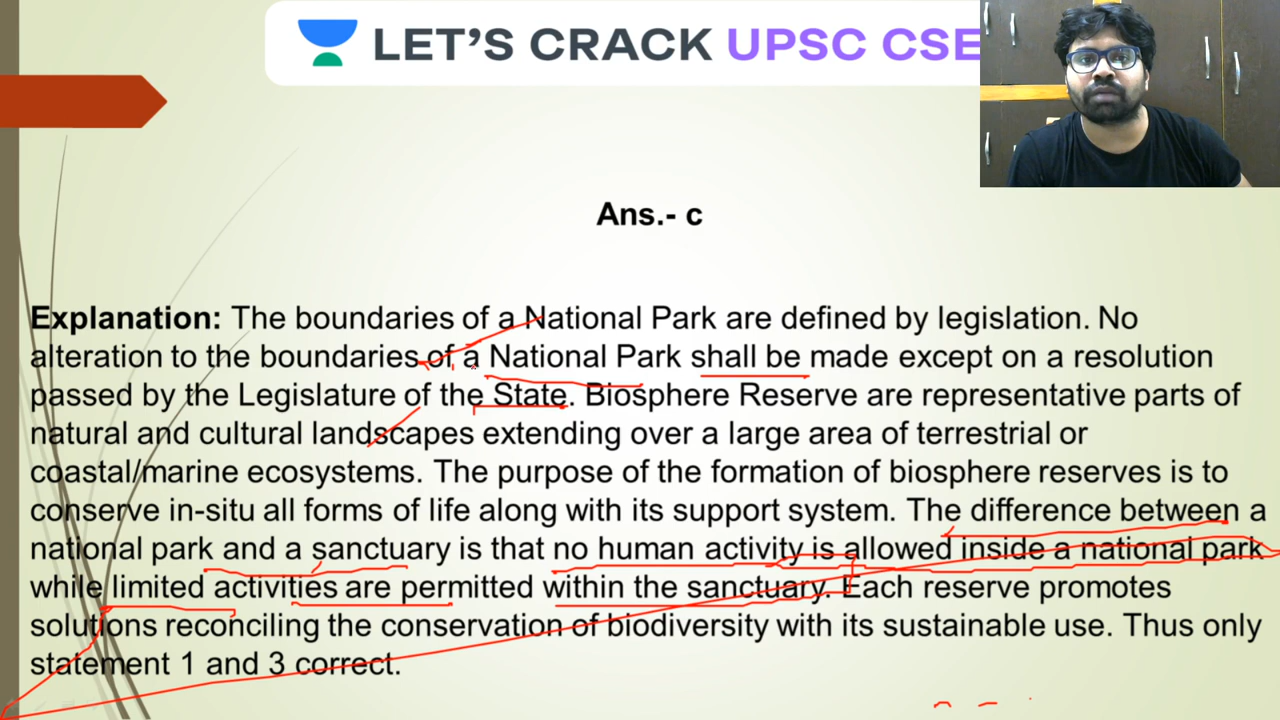 LET'S CRACK UPSC CSE
Ans.- c
Explanation: The boundaries of a National Park are defined by legislation. No
alteration to the boundaries of a National Park shall be made except on a resolution
passed by the Legislature of the State. Biosphere Reserve are representative parts of
natural and cultural landscapes extending over a large area of terrestrial or
coastal/marine ecosystems. The purpose of the formation of biosphere reserves is to
conserve in-situ all forms of life along with its support system. The difference between a
national park and a sanctuary is that no human activity is allowed inside a national park
while limited activities are permitted within the sanctuary. Each reserve promotes
solutions reconciling the conservation of biodiversity with its sustainable use. Thus only
statement 1 and 3 correct.